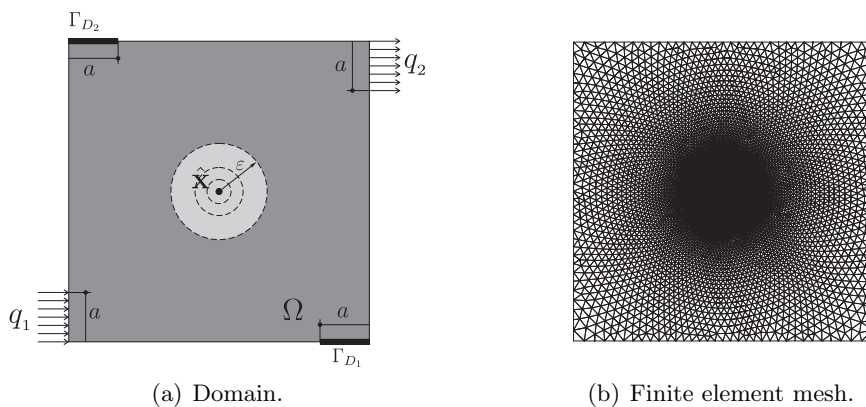 Γ_{D_2}
a
a
q_2
ε
x̂
q_1
a
Ω
a
Γ_{D_1}
(a) Domain.
(b) Finite element mesh.